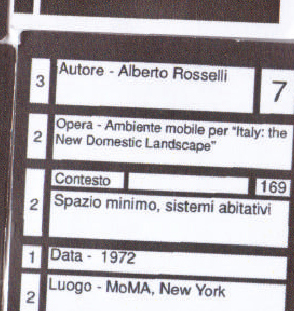 3 Autore - Alberto Rosselli 7
2 Opera - Ambiente mobile per "Italy: the
New Domestic Landscape"
Contesto 169
2 Spazio minimo, sistemi abitativi
1 Data - 1972
2 Luogo - MoMA, New York